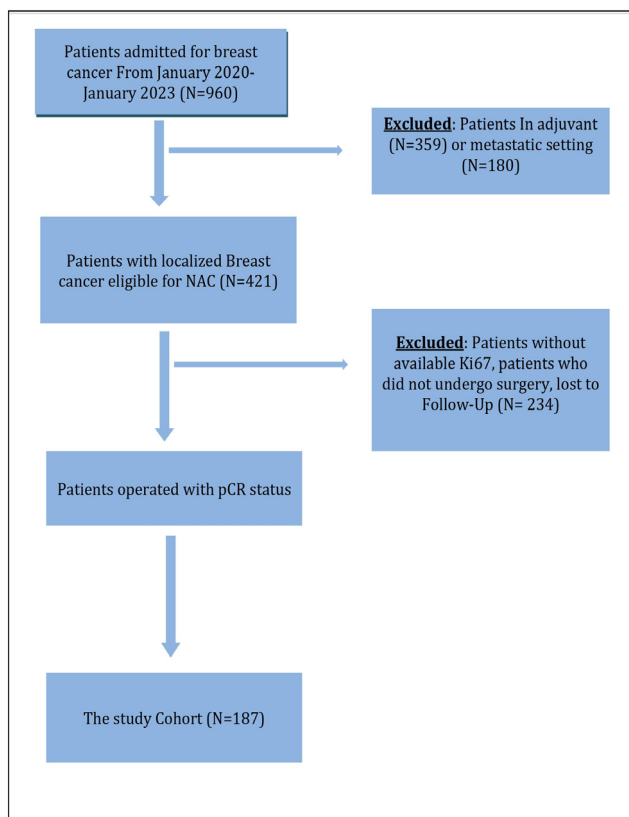 Patients admitted for breast
cancer From January 2020-
January 2023 (N=960)
Excluded: Patients In adjuvant
(N=359) or metastatic setting
(N=180)
Patients with localized Breast
cancer eligible for NAC (N=421)
Excluded: Patients without
available Ki67, patients who
did not undergo surgery, lost to
Follow-Up (N= 234)
Patients operated with pCR status
The study Cohort (N=187)